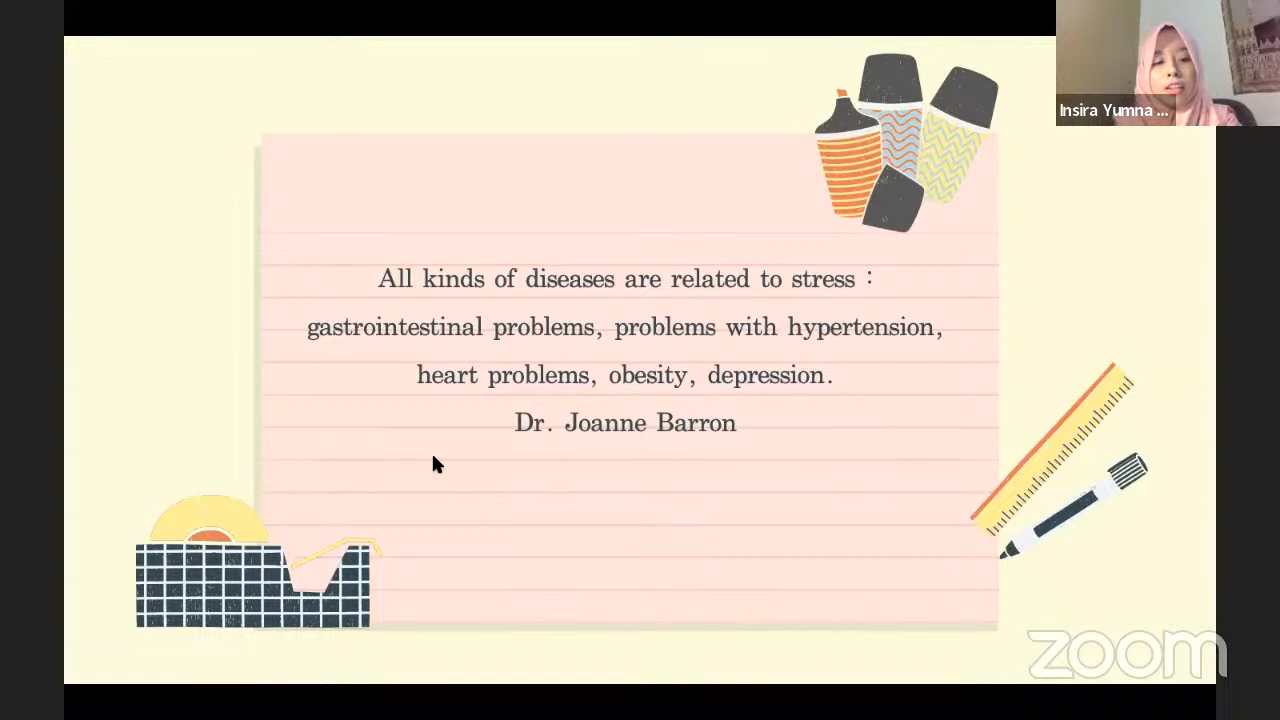 Insira Yumna ...
All kinds of diseases are related to stress :
gastrointestinal problems, problems with hypertension,
heart problems, obesity, depression.
Dr. Joanne Barron
zoom